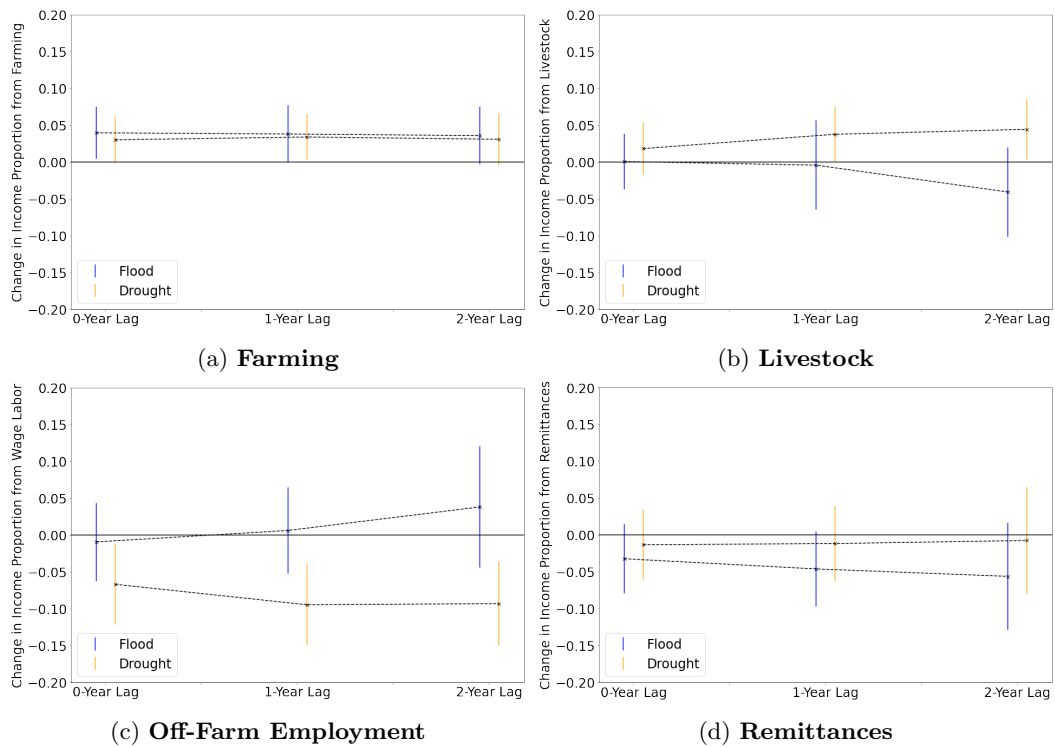 Change in Income Proportion from Farming
0.20
0.15
0.10
0.05
0.00
−0.05
−0.10
−0.15
−0.20
Flood
Drought
0-Year Lag
1-Year Lag
2-Year Lag
(a) Farming
Change in Income Proportion from Livestock
0.20
0.15
0.10
0.05
0.00
−0.05
−0.10
−0.15
−0.20
Flood
Drought
0-Year Lag
1-Year Lag
2-Year Lag
(b) Livestock
Change in Income Proportion from Wage Labor
0.20
0.15
0.10
0.05
0.00
−0.05
−0.10
−0.15
−0.20
Flood
Drought
0-Year Lag
1-Year Lag
2-Year Lag
(c) Off-Farm Employment
Change in Income Proportion from Remittances
0.20
0.15
0.10
0.05
0.00
−0.05
−0.10
−0.15
−0.20
Flood
Drought
0-Year Lag
1-Year Lag
2-Year Lag
(d) Remittances